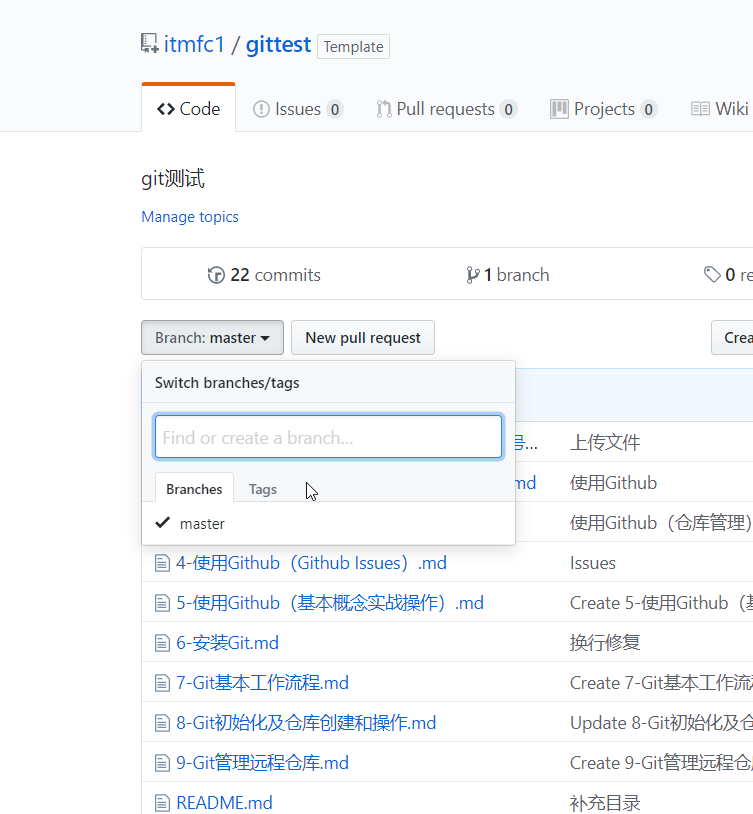 itmfc1 / gittest Template
Code Issues 0 Pull requests 0 Projects 0 Wiki
git测试
Manage topics
22 commits 1 branch 0
Branch: master New pull request
Switch branches/tags
Find or create a branch...
号... 上传文件
Branches Tags md 使用Github
master 使用Github（仓库管理）
4-使用Github（Github Issues）.md Issues
5-使用Github（基本概念实战操作）.md Create 5-使用Github
6-安装Git.md 换行修复
7-Git基本工作流程.md Create 7-Git基本工作流
8-Git初始化及仓库创建和操作.md Update 8-Git初始化及仓
9-Git管理远程仓库.md Create 9-Git管理远程仓
README.md 补充目录